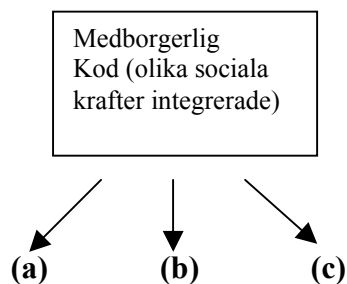 Medborgerlig
Kod (olika sociala
krafter integrerade)
(a) (b) (c)